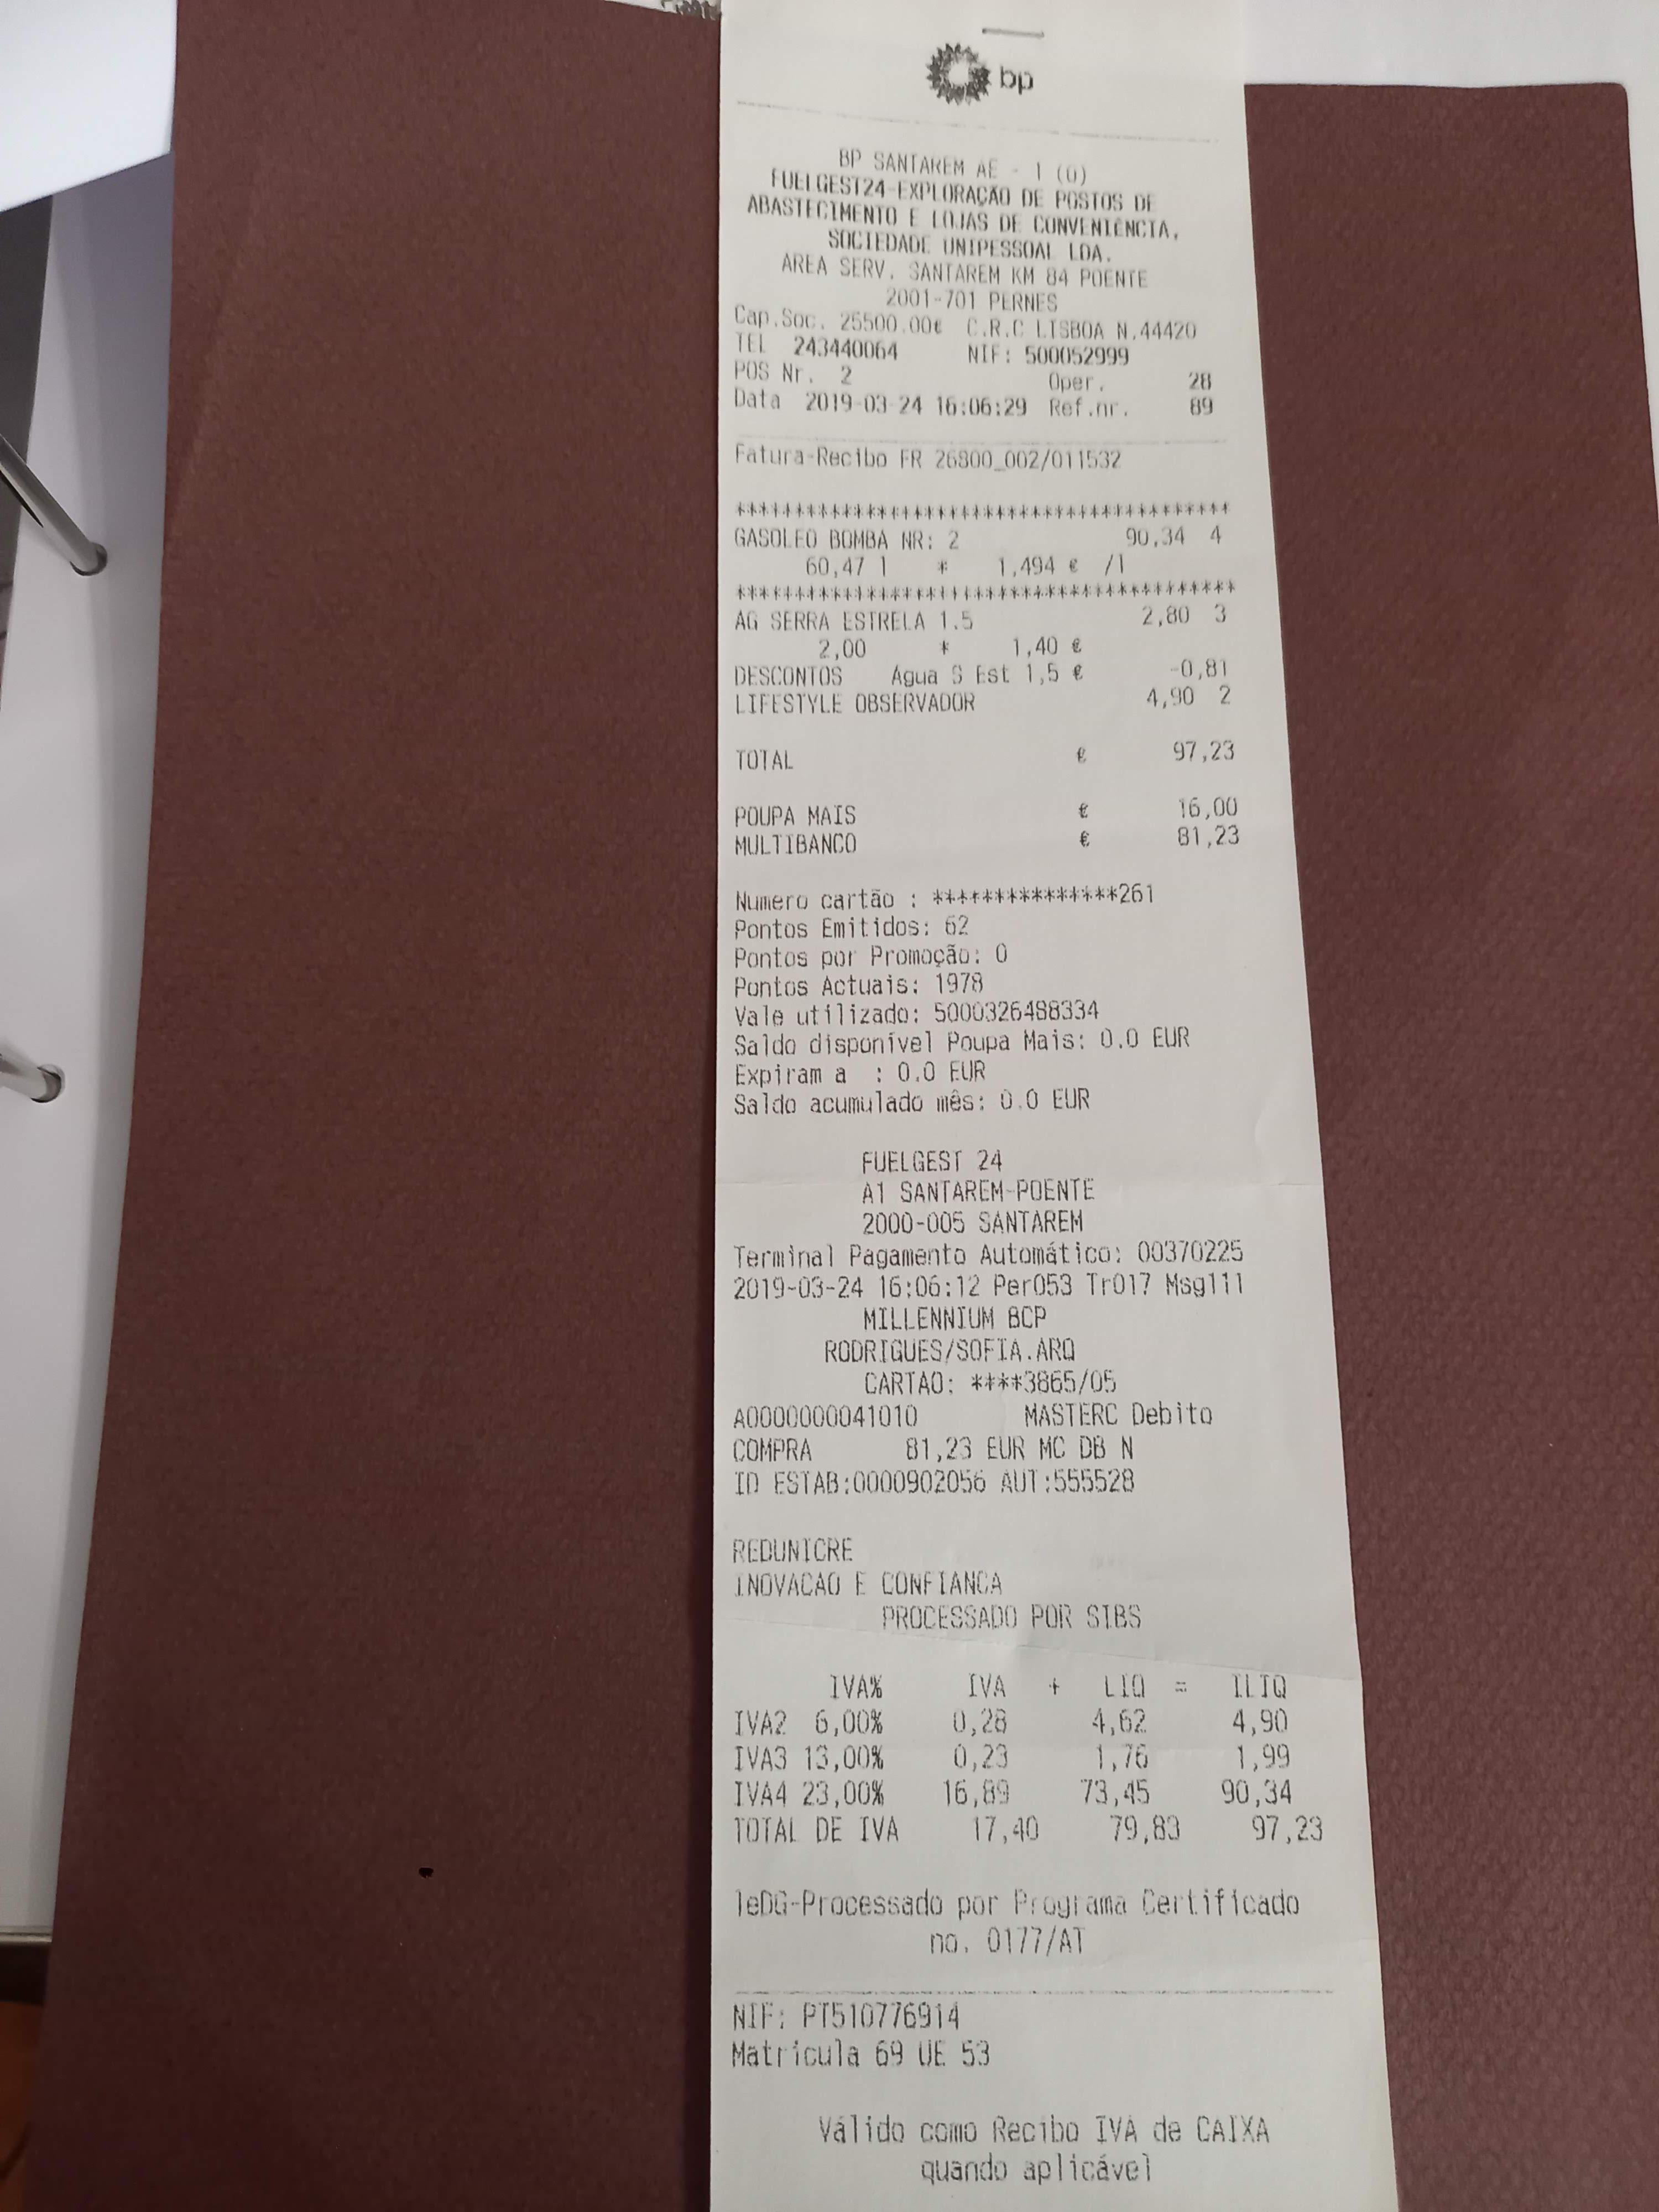 bp
BP SANTAREM AE - 1 (0)
FUELGEST24-EXPLORAÇÃO DE POSTOS DE
ABASTECIMENTO E LOJAS DE CONVENIÊNCIA,
SOCIEDADE UNIPESSOAL LDA.
AREA SERV. SANTAREM KM 84 POENTE
2001-701 PERNES
Cap.Soc. 25500.00€ C.R.C LISBOA N.44420
TEL 243440064 NIF: 500052999
POS Nr. 2 Oper. 28
Data 2019-03-24 16:06:29 Ref.nr. 89
Fatura-Recibo FR 26800_002/011532
******************************************
GASOLEO BOMBA NR: 2 90,34 4
60,47 l * 1,494 € /l
******************************************
AG SERRA ESTRELA 1.5 2,80 3
2,00 * 1,40 €
DESCONTOS Agua S Est 1,5 € -0,81
LIFESTYLE OBSERVADOR 4,90 2
TOTAL € 97,23
POUPA MAIS € 16,00
MULTIBANCO € 81,23
Numero cartão : ***************261
Pontos Emitidos: 62
Pontos por Promoção: 0
Pontos Actuais: 1978
Vale utilizado: 5000326488334
Saldo disponível Poupa Mais: 0.0 EUR
Expiram a : 0.0 EUR
Saldo acumulado mês: 0.0 EUR
FUELGEST 24
A1 SANTAREM-POENTE
2000-005 SANTAREM
Terminal Pagamento Automático: 00370225
2019-03-24 16:06:12 Per053 Tr017 Msg111
MILLENNIUM BCP
RODRIGUES/SOFIA.ARQ
CARTAO: ****3865/05
A0000000041010 MASTERC Debito
COMPRA 81,23 EUR MC DB N
ID ESTAB:0000902056 AUT:555528
REDUNICRE
INOVACAO E CONFIANCA
PROCESSADO POR SIBS
IVA% IVA + LIQ = ILIQ
IVA2 6,00% 0,28 4,62 4,90
IVA3 13,00% 0,23 1,76 1,99
IVA4 23,00% 16,89 73,45 90,34
TOTAL DE IVA 17,40 79,83 97,23
leDG-Processado por Programa Certificado
no. 0177/AT
NIF: PT510776914
Matrícula 69 UE 53
Válido como Recibo IVA de CAIXA
quando aplicável